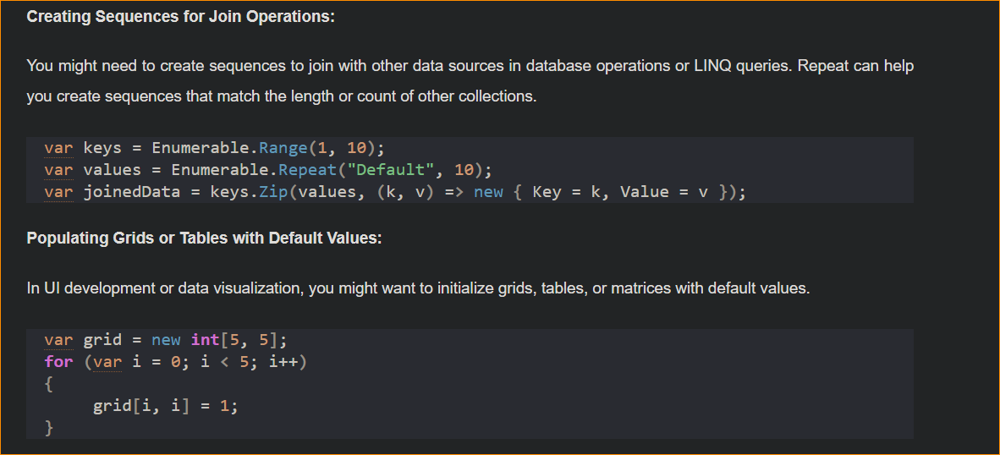 Creating Sequences for Join Operations:
You might need to create sequences to join with other data sources in database operations or LINQ queries. Repeat can help
you create sequences that match the length or count of other collections.
var keys = Enumerable.Range(1, 10);
var values = Enumerable.Repeat("Default", 10);
var joinedData = keys.Zip(values, (k, v) => new { Key = k, Value = v });
Populating Grids or Tables with Default Values:
In UI development or data visualization, you might want to initialize grids, tables, or matrices with default values.
var grid = new int[5, 5];
for (var i = 0; i < 5; i++)
{
grid[i, i] = 1;
}